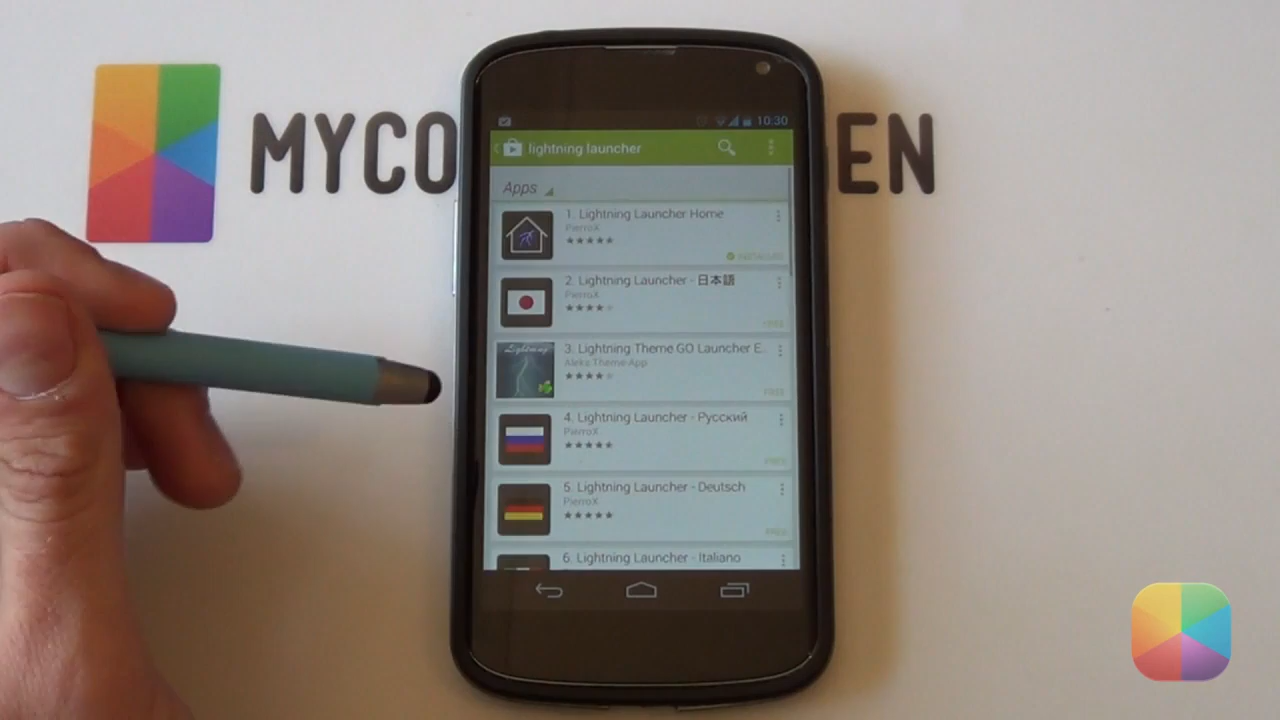 MYCO
EN
10:30
lightning launcher
Apps
1. Lightning Launcher Home
PierroX
INSTALLED
2. Lightning Launcher - 日本語
PierroX
FREE
Lightning
3. Lightning Theme GO Launcher E..
Aleks Theme-App
FREE
4. Lightning Launcher - Русский
PierroX
FREE
5. Lightning Launcher - Deutsch
PierroX
FREE
6. Lightning Launcher - Italiano